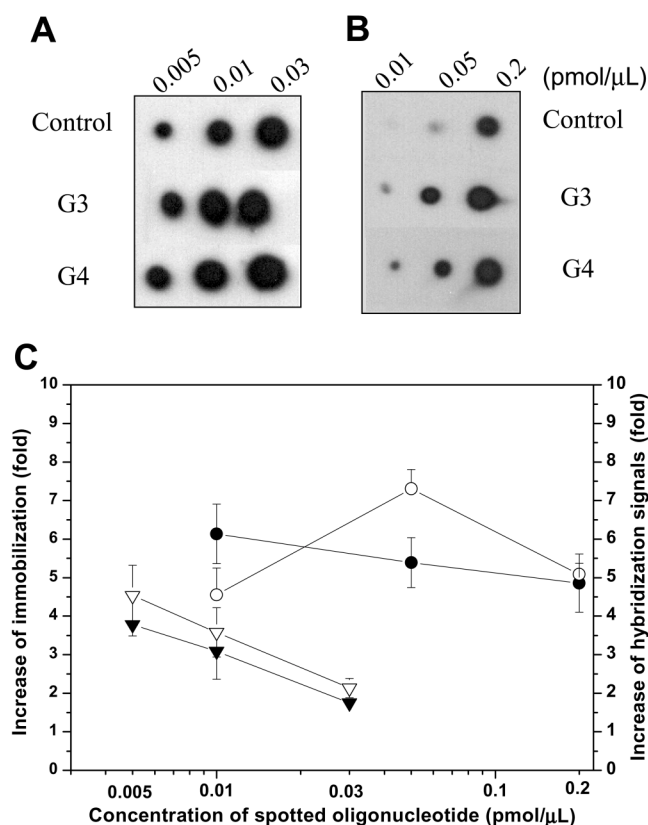 A
B
0.005 0.01 0.03
0.01 0.05 0.2 (pmol/μL)
Control
Control
G3
G3
G4
G4
C
10
9
8
7
6
5
4
3
2
1
0
Increase of immobilization (fold)
10
9
8
7
6
5
4
3
2
1
0
Increase of hybridization signals (fold)
0.005 0.01 0.03 0.1 0.2
Concentration of spotted oligonucleotide (pmol/μL)